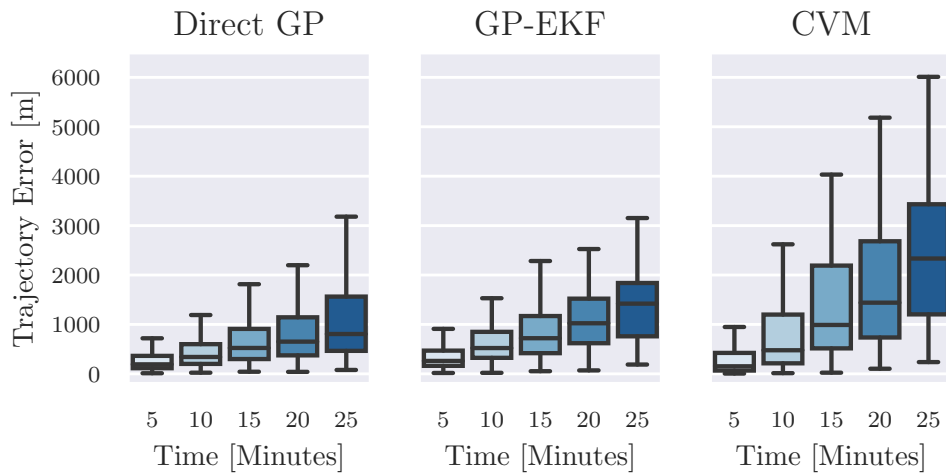 Direct GP GP-EKF CVM
Trajectory Error [m]
6000
5000
4000
3000
2000
1000
0
5 10 15 20 25 5 10 15 20 25 5 10 15 20 25
Time [Minutes] Time [Minutes] Time [Minutes]